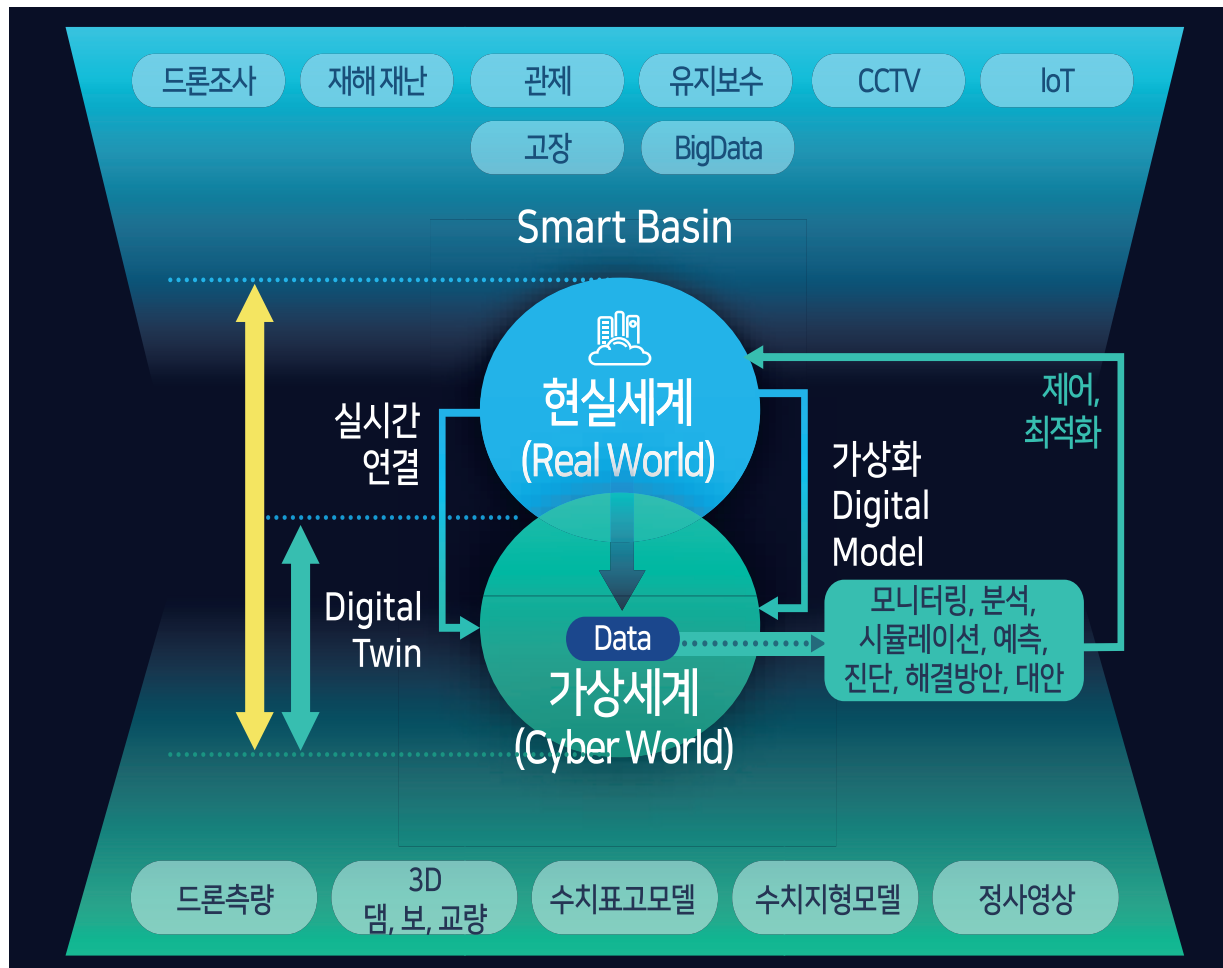 드론조사
재해 재난
관제
유지보수
CCTV
IoT
고장
BigData
Smart Basin
현실세계
(Real World)
실시간
연결
가상화
Digital
Model
제어,
최적화
Digital
Twin
Data
가상세계
(Cyber World)
모니터링, 분석,
시뮬레이션, 예측,
진단, 해결방안, 대안
드론측량
3D
댐, 보, 교량
수치표고모델
수치지형모델
정사영상